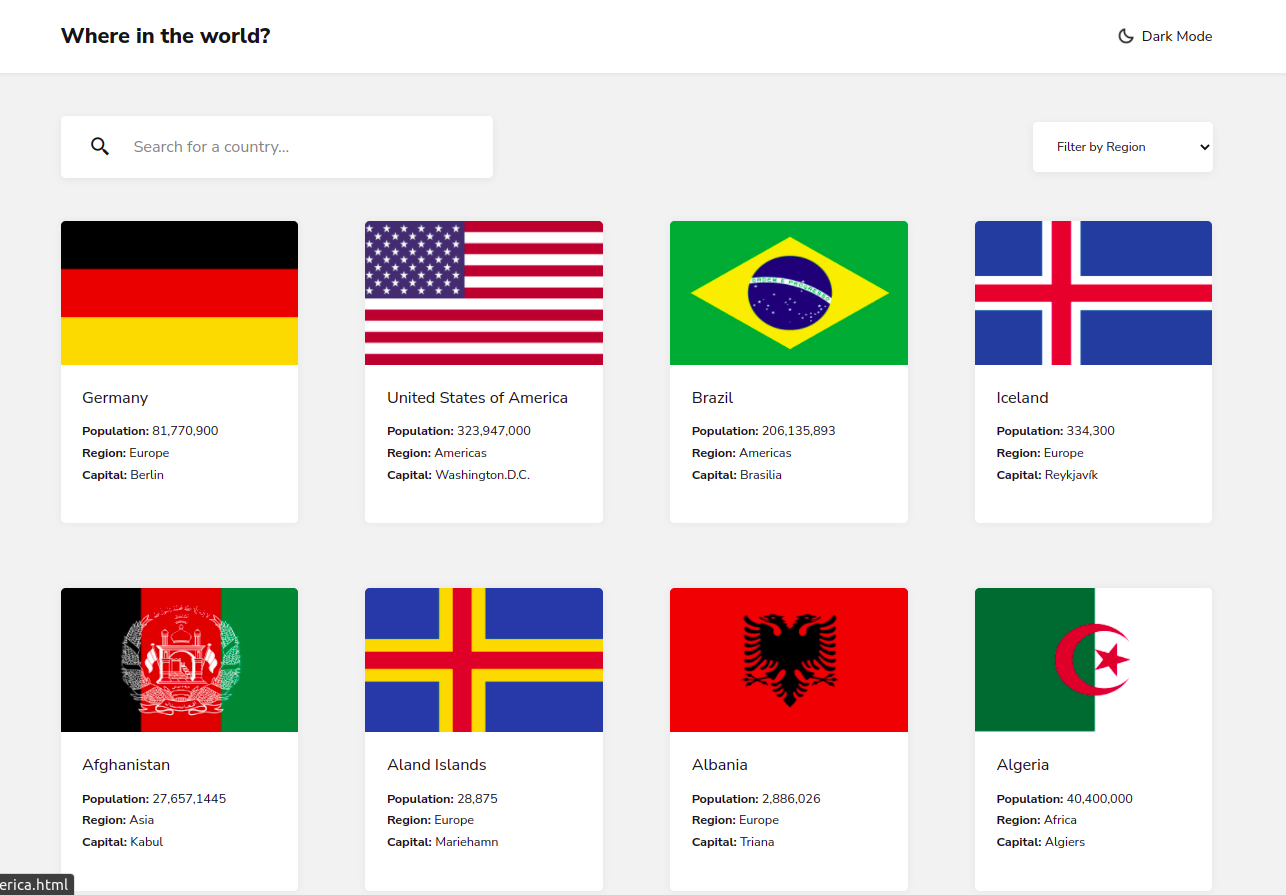 Where in the world?
Dark Mode
Search for a country...
Filter by Region
Germany
Population: 81,770,900
Region: Europe
Capital: Berlin
United States of America
Population: 323,947,000
Region: Americas
Capital: Washington.D.C.
Brazil
Population: 206,135,893
Region: Americas
Capital: Brasilia
Iceland
Population: 334,300
Region: Europe
Capital: Reykjavík
Afghanistan
Population: 27,657,1445
Region: Asia
Capital: Kabul
Aland Islands
Population: 28,875
Region: Europe
Capital: Mariehamn
Albania
Population: 2,886,026
Region: Europe
Capital: Triana
Algeria
Population: 40,400,000
Region: Africa
Capital: Algiers
erica.html